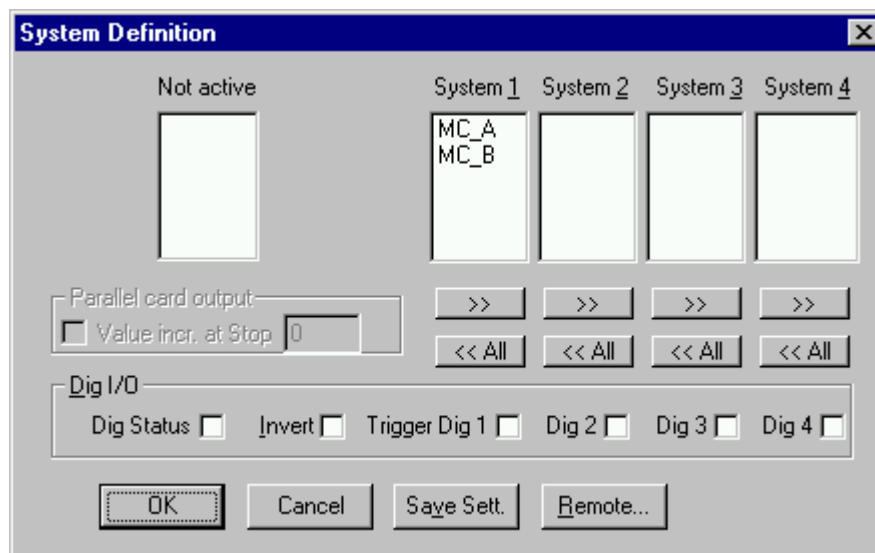 System Definition
Not active
System 1
System 2
System 3
System 4
MC_A
MC_B
Parallel card output
Value incr. at Stop 0
>> >> >> >>
<< All << All << All << All
Dig I/O
Dig Status Invert Trigger Dig 1 Dig 2 Dig 3 Dig 4
OK Cancel Save Sett. Remote...